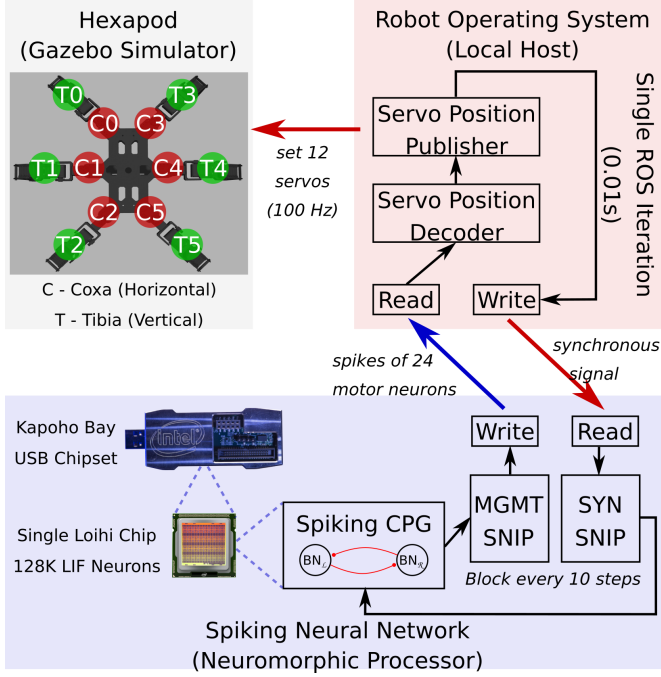 Hexapod
(Gazebo Simulator)
T0
T3
C0
C3
T1
C1
C4
T4
C2
C5
T2
T5
C - Coxa (Horizontal)
T - Tibia (Vertical)
set 12
servos
(100 Hz)
Robot Operating System
(Local Host)
Servo Position
Publisher
Servo Position
Decoder
Read
Write
Single ROS Iteration
(0.01s)
spikes of 24
motor neurons
synchronous
signal
Kapoho Bay
USB Chipset
intel
Single Loihi Chip
128K LIF Neurons
Spiking CPG
BN𝓛
BN𝓡
Write
Read
MGMT
SNIP
SYN
SNIP
Block every 10 steps
Spiking Neural Network
(Neuromorphic Processor)